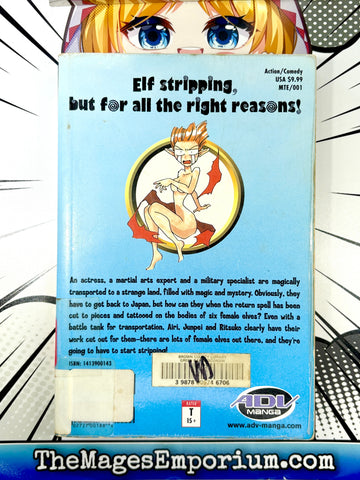 Action/Comedy
USA $9.99
MTE/001
Elf stripping,
but for all the right reasons!
An actress, a martial arts expert and a military specialist are magically
transported to a strange land, filled with magic and mystery. Obviously, they
have to get back to Japan, but how can they when the return spell has been
cut to pieces and tattooed on the bodies of six female elves? Even with a
battle tank for transportation, Airi, Junpei and Ritsuko clearly have their
work cut out for them–there are lots of female elves out there, and they're
going to have to start stripping!
ISBN: 1413900143
3 9878
6706
RATED
T
15+
ADV
MANGA
www.adv-manga.com
TheMagesEmporium.com